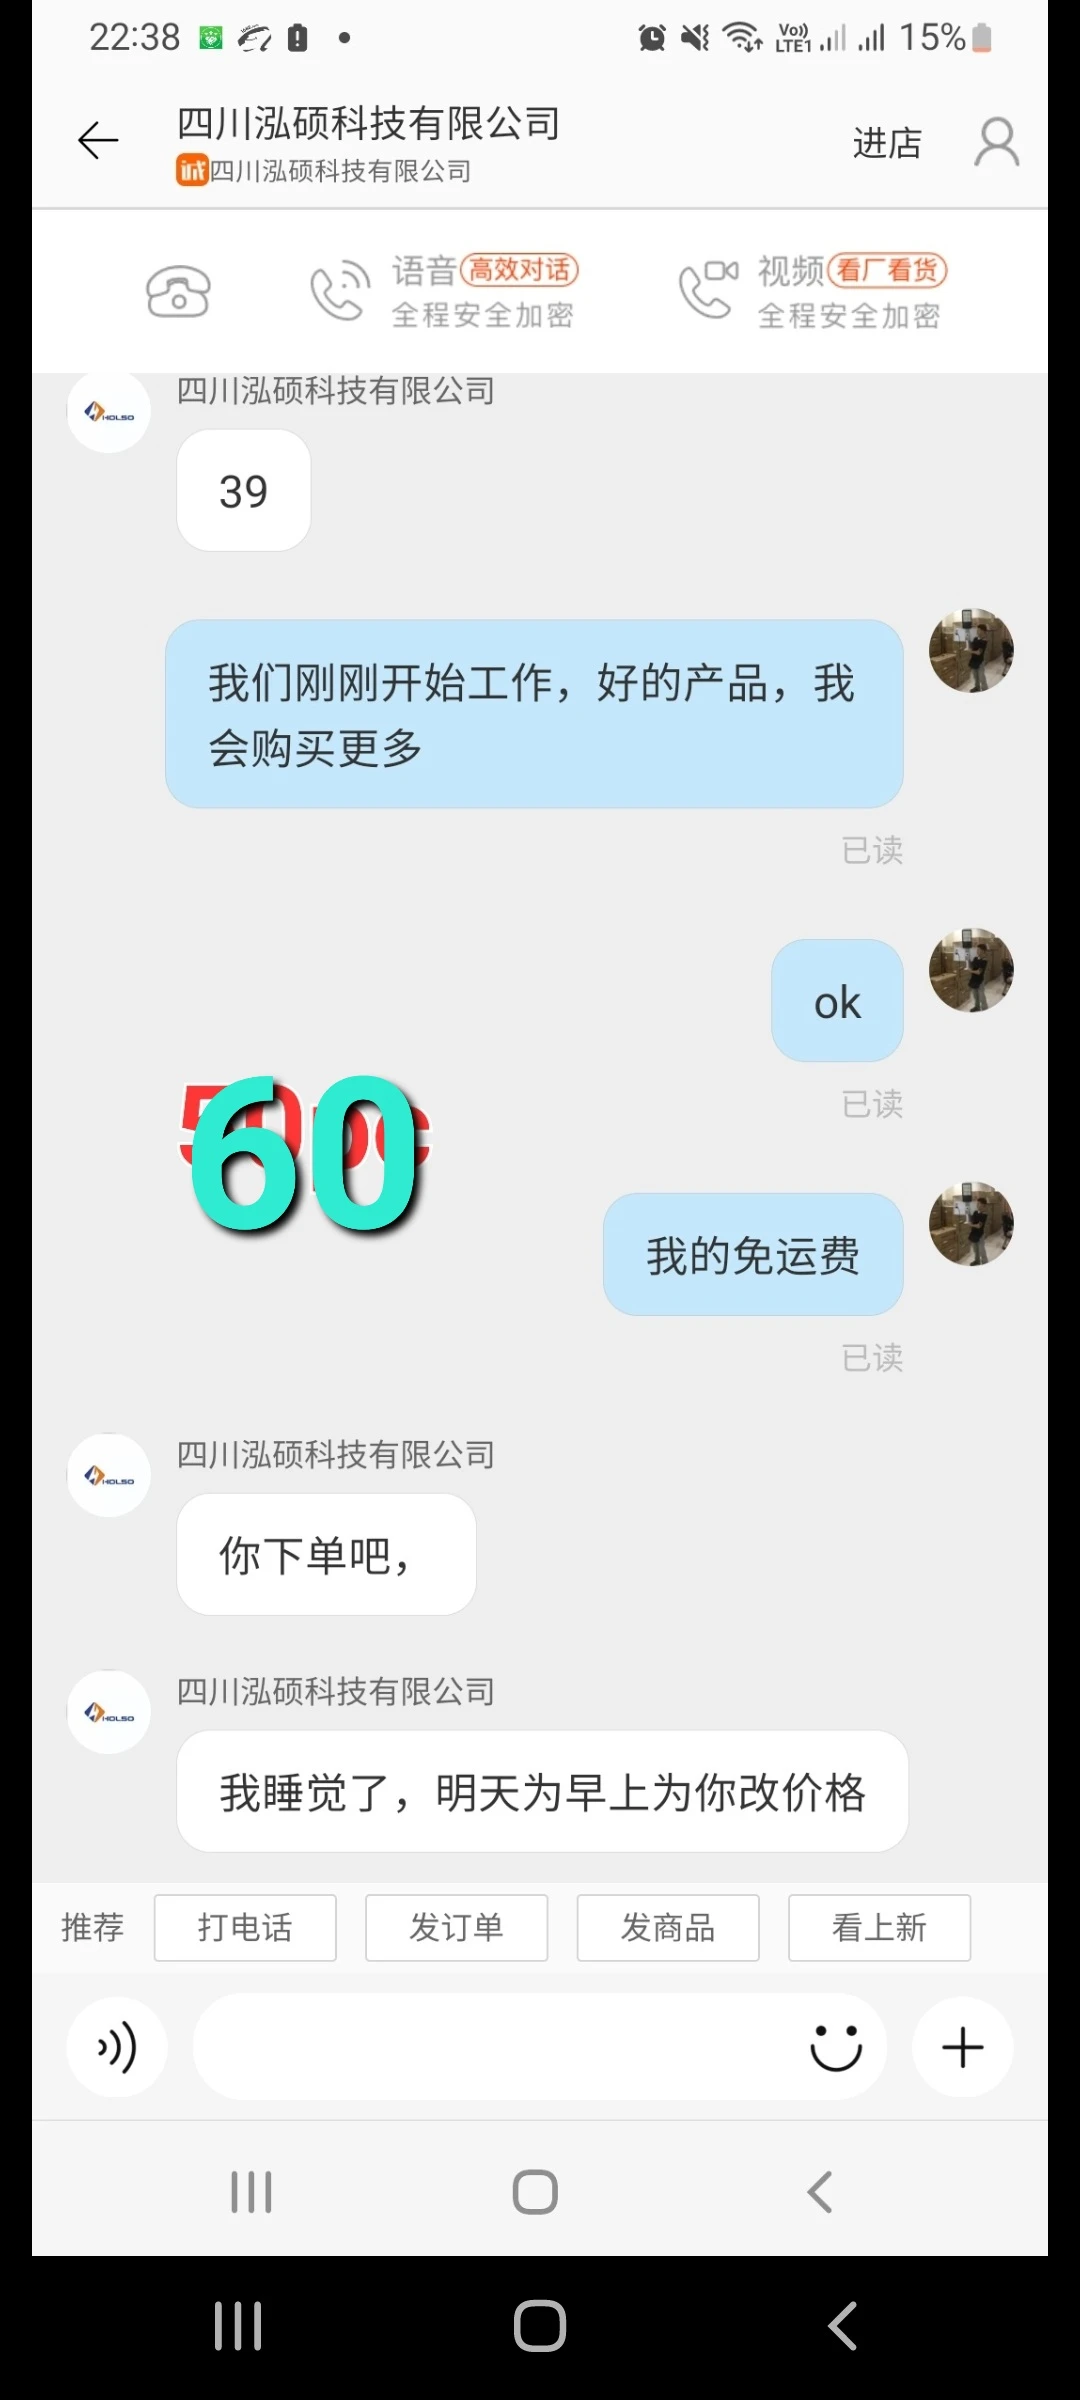 22:38
Vo)) LTE1
15%
四川泓硕科技有限公司
诚四川泓硕科技有限公司
进店
语音 高效对话
全程安全加密
视频 看厂看货
全程安全加密
四川泓硕科技有限公司
HOLSO
39
我们刚刚开始工作，好的产品，我
会购买更多
已读
ok
已读
60
我的免运费
已读
四川泓硕科技有限公司
HOLSO
你下单吧，
四川泓硕科技有限公司
HOLSO
我睡觉了，明天为早上为你改价格
推荐
打电话
发订单
发商品
看上新